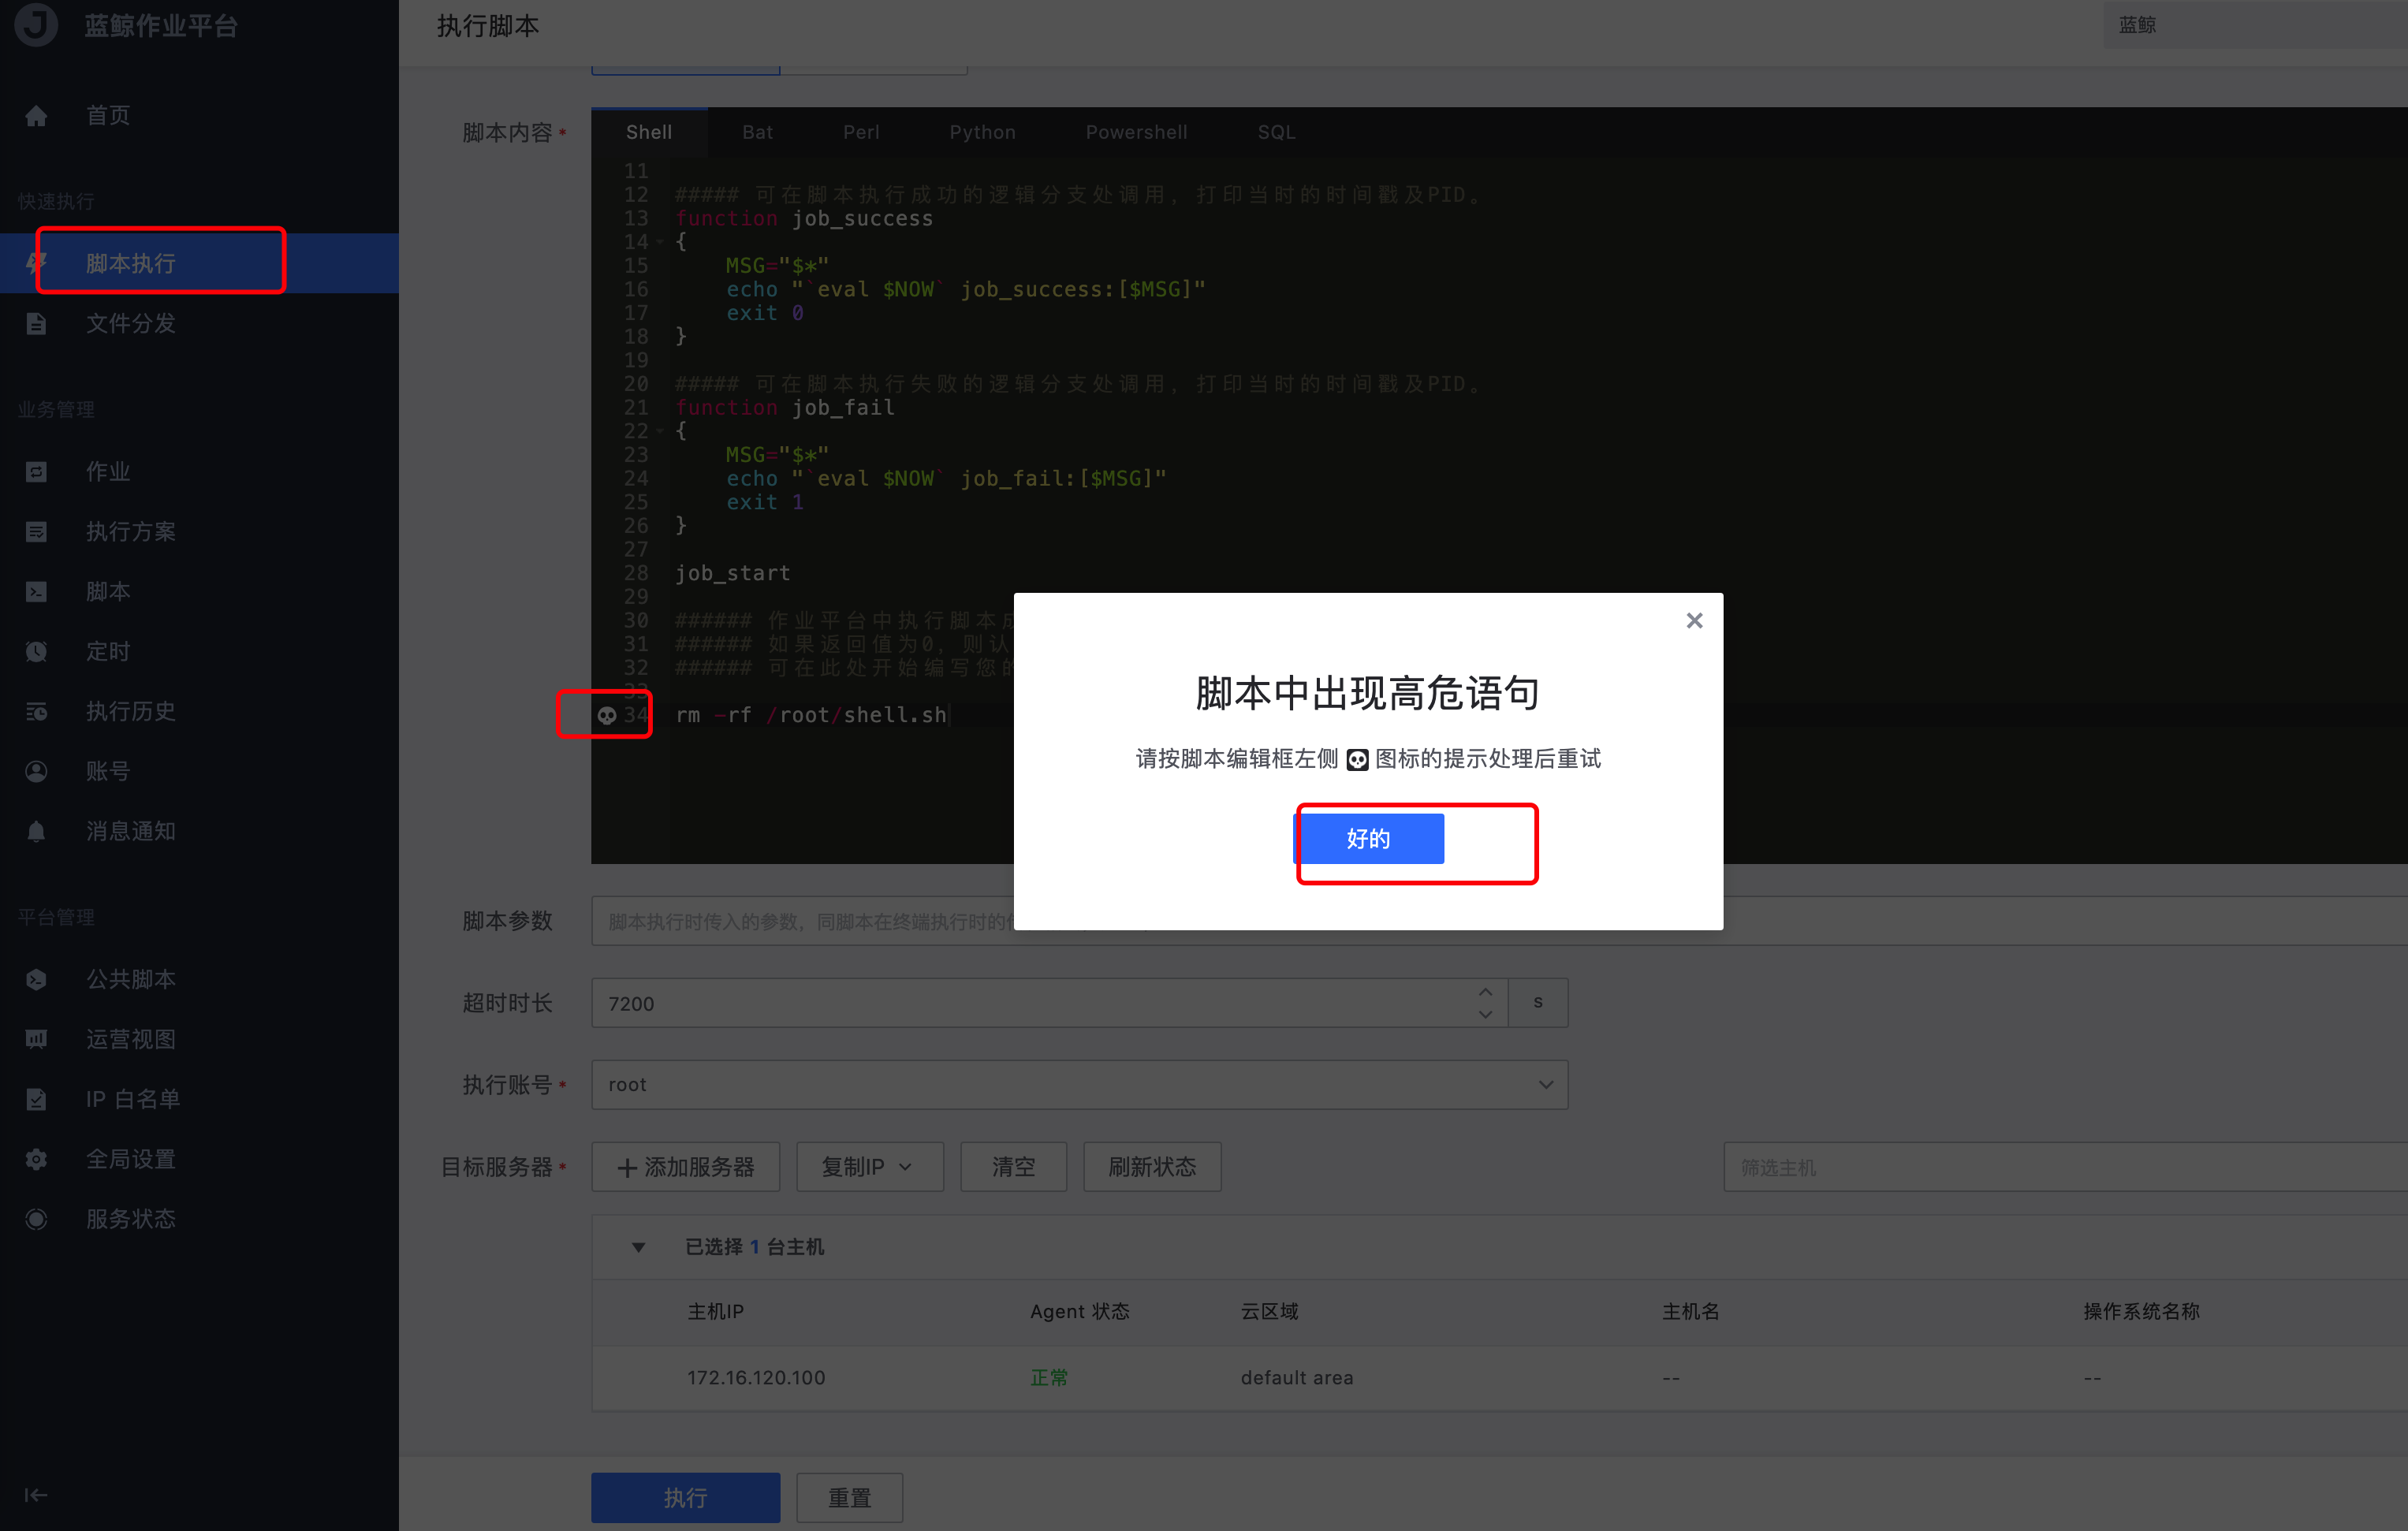 蓝鲸作业平台
首页
快速执行
脚本执行
文件分发
业务管理
作业
执行方案
脚本
定时
执行历史
账号
消息通知
平台管理
公共脚本
运营视图
IP 白名单
全局设置
服务状态
执行脚本
蓝鲸
脚本内容 *
Shell Bat Perl Python Powershell SQL
11
12 ##### 可在脚本执行成功的逻辑分支处调用，打印当时的时间戳及PID。
13 function job_success
14 {
15     MSG="$*"
16     echo "`eval $NOW` job_success:[$MSG]"
17     exit 0
18 }
19
20 ##### 可在脚本执行失败的逻辑分支处调用，打印当时的时间戳及PID。
21 function job_fail
22 {
23     MSG="$*"
24     echo "`eval $NOW` job_fail:[$MSG]"
25     exit 1
26 }
27
28 job_start
29
30 ###### 作业平台中执行脚本成
31 ###### 如果返回值为0，则认
32 ###### 可在此处开始编写您的
33
34 rm -rf /root/shell.sh
脚本中出现高危语句
请按脚本编辑框左侧 图标的提示处理后重试
好的
脚本参数 脚本执行时传入的参数，同脚本在终端执行时的
超时时长 7200 s
执行账号 * root
目标服务器 * 添加服务器 复制IP 清空 刷新状态 筛选主机
已选择 1 台主机
主机IP Agent 状态 云区域 主机名 操作系统名称
172.16.120.100 正常 default area -- --
执行 重置